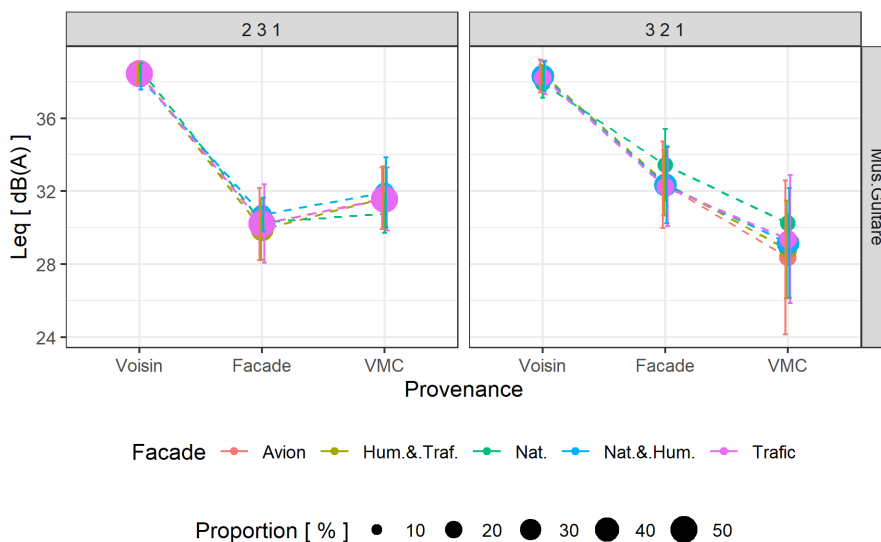 2 3 1
3 2 1
Mus.Guitare
Leq [ dB(A) ]
36
32
28
24
Voisin
Facade
VMC
Voisin
Facade
VMC
Provenance
Facade
Avion
Hum.&.Traf.
Nat.
Nat.&.Hum.
Trafic
Proportion [ % ]
10
20
30
40
50